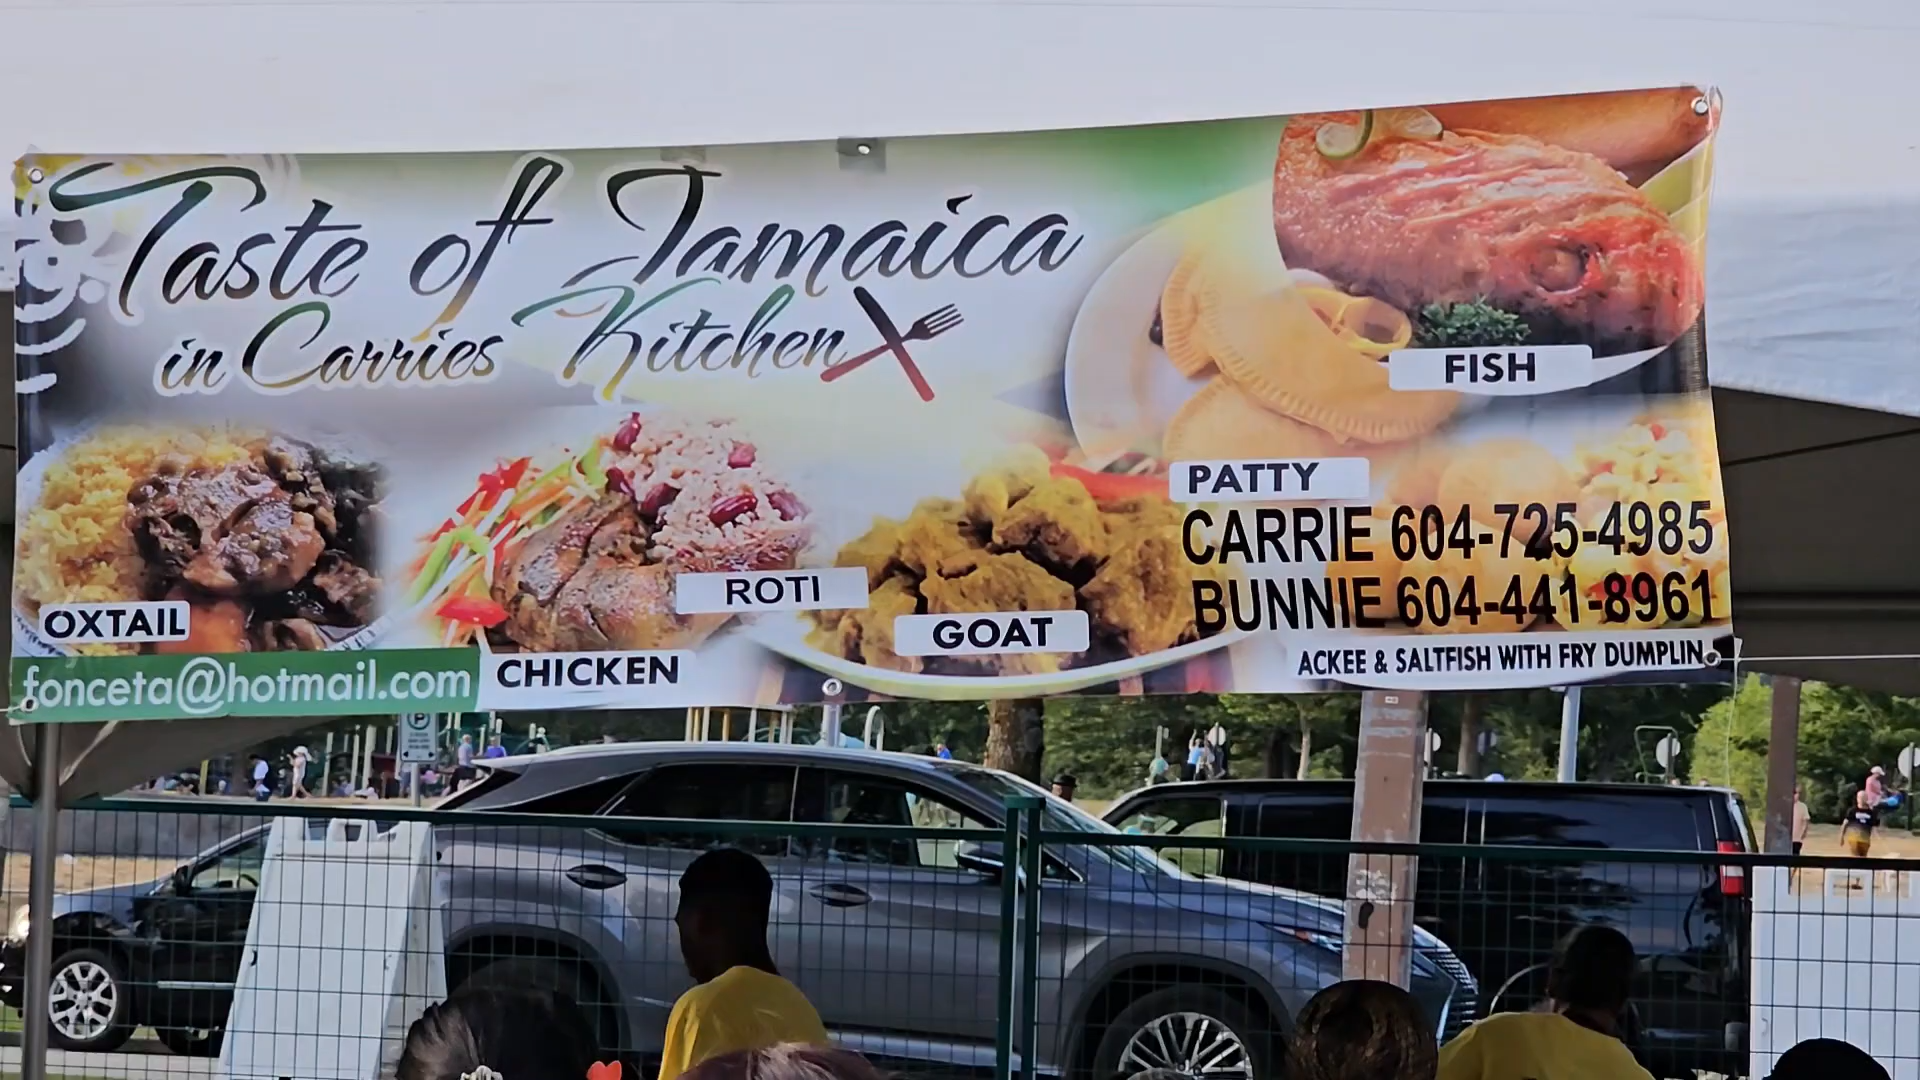 Taste of Jamaica
in Carries Kitchen
FISH
PATTY
CARRIE 604-725-4985
BUNNIE 604-441-8961
ROTI
OXTAIL
GOAT
CHICKEN
ACKEE & SALTFISH WITH FRY DUMPLIN
fonceta@hotmail.com
P